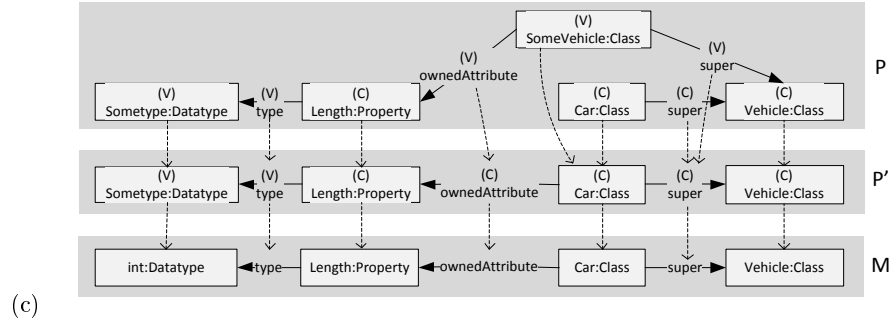 (V)
SomeVehicle:Class
(V)
ownedAttribute
(V)
super
P
(V)
Sometype:Datatype
(V)
type
(C)
Length:Property
(C)
Car:Class
(C)
super
(C)
Vehicle:Class
(V)
Sometype:Datatype
(V)
type
(C)
Length:Property
(C)
ownedAttribute
(C)
Car:Class
(C)
super
(C)
Vehicle:Class
P'
int:Datatype
type
Length:Property
ownedAttribute
Car:Class
super
Vehicle:Class
M
(c)